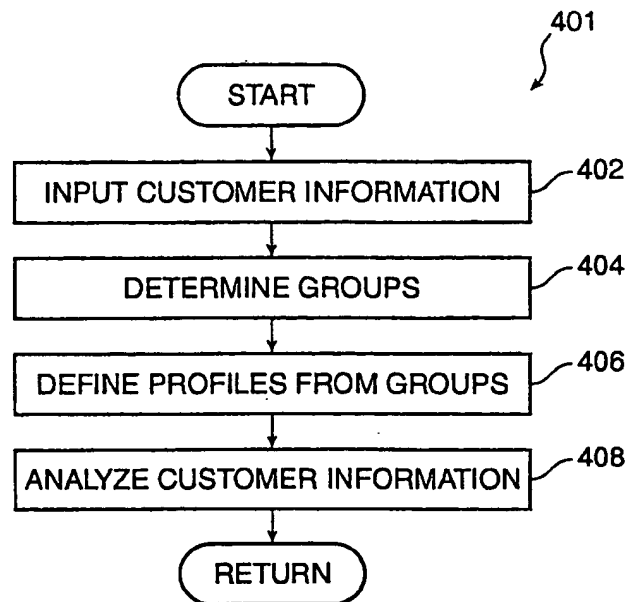 401
START
INPUT CUSTOMER INFORMATION
402
DETERMINE GROUPS
404
DEFINE PROFILES FROM GROUPS
406
ANALYZE CUSTOMER INFORMATION
408
RETURN